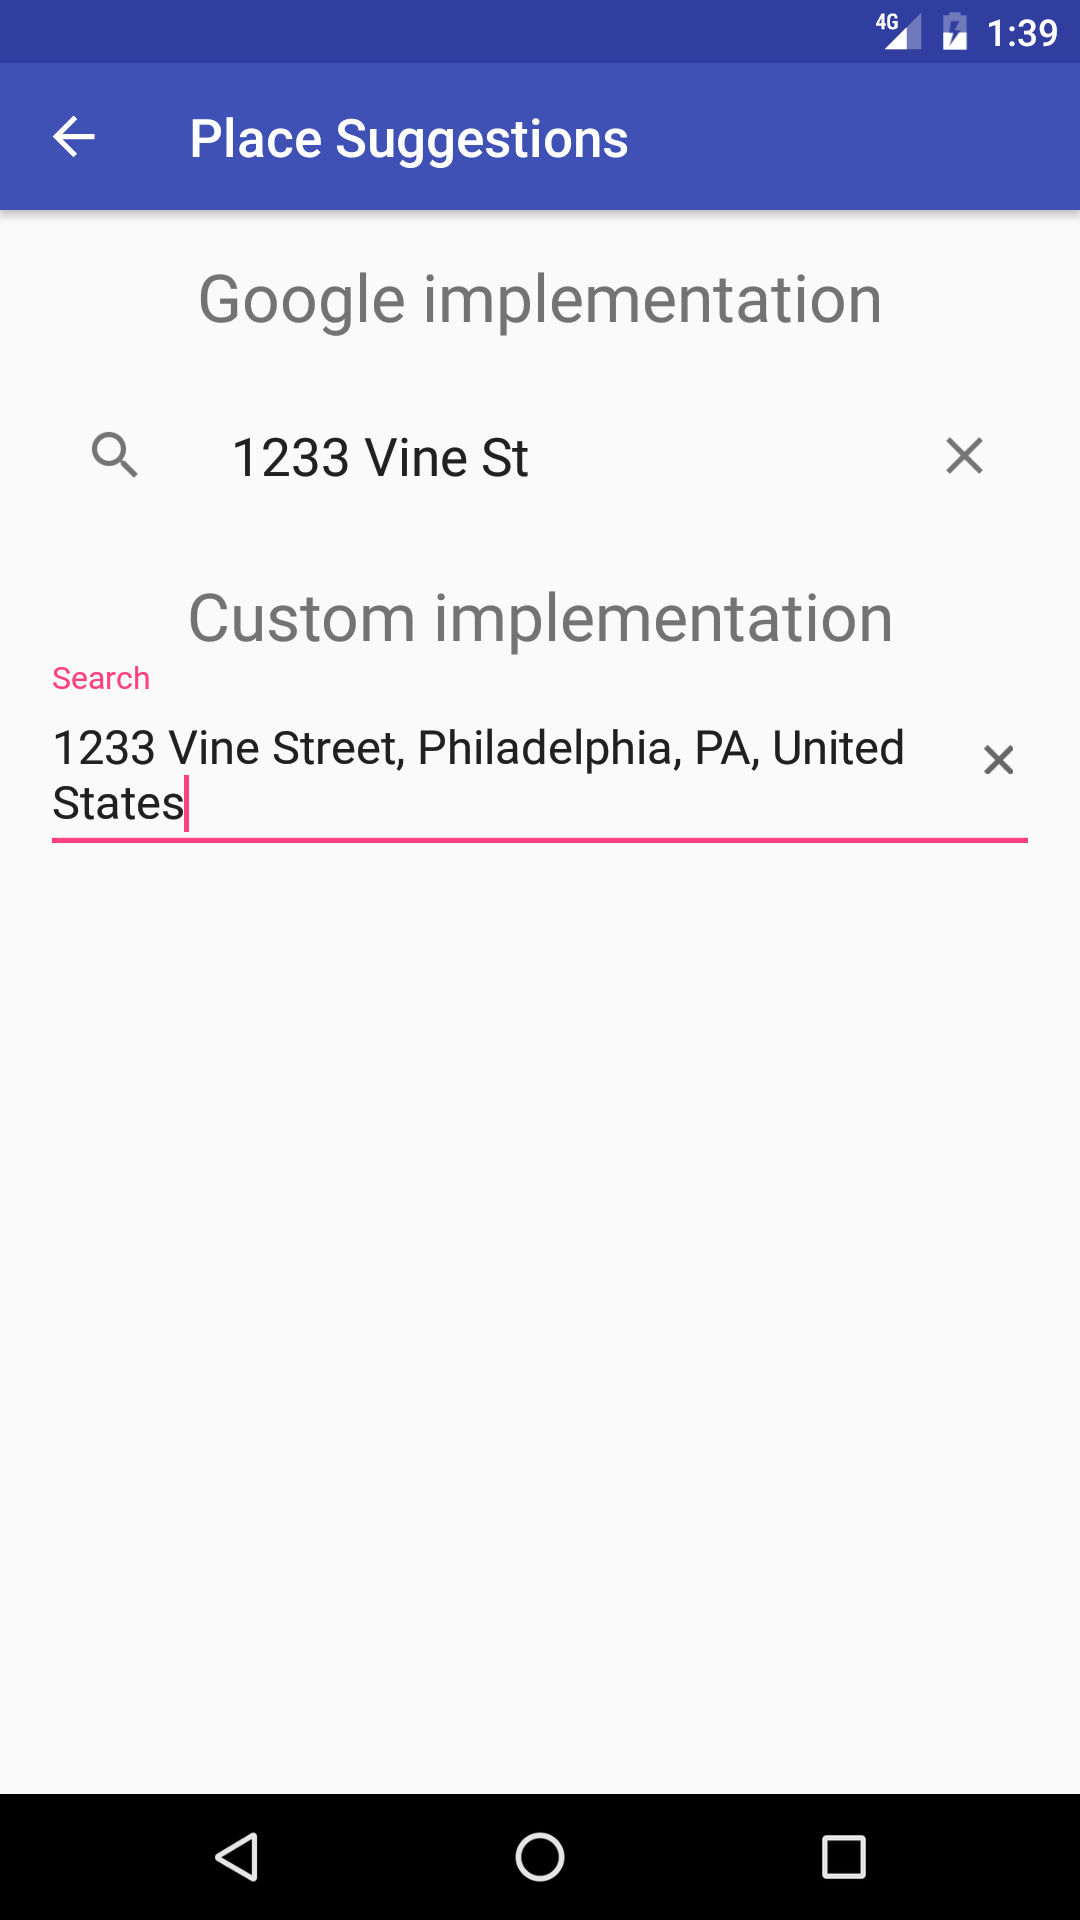 4G 1:39
Place Suggestions
Google implementation
1233 Vine St
Custom implementation
Search
1233 Vine Street, Philadelphia, PA, United
States